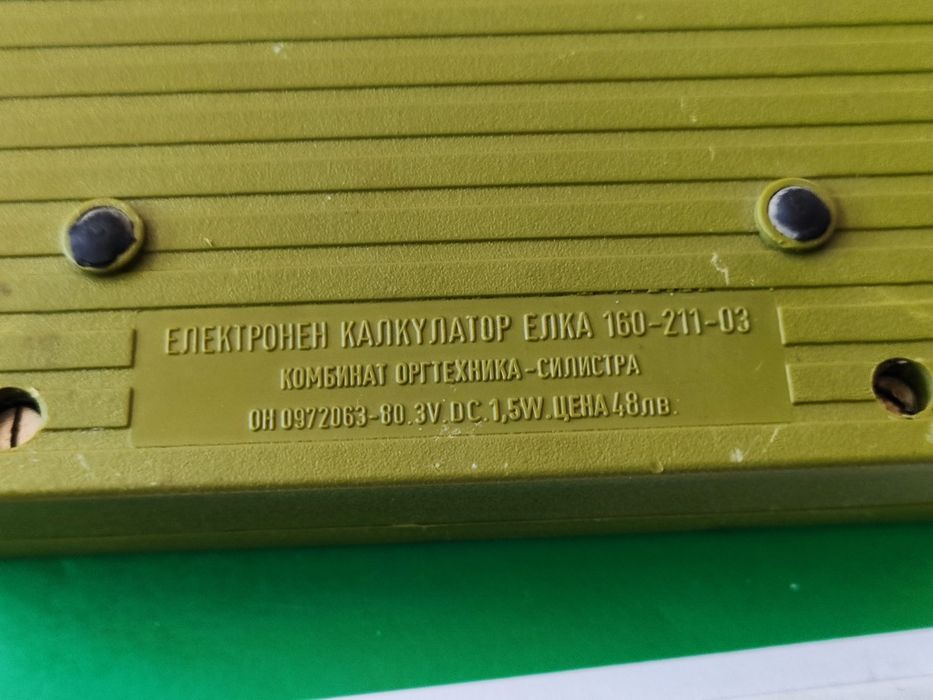 ЕЛЕКТРОНЕН КАЛКУЛАТОР ЕЛКА 160-211-03
КОМБИНАТ ОРГТЕХНИКА-СИЛИСТРА
ОН 0972063-80. 3V. DC. 1,5W. ЦЕНА 48лв.